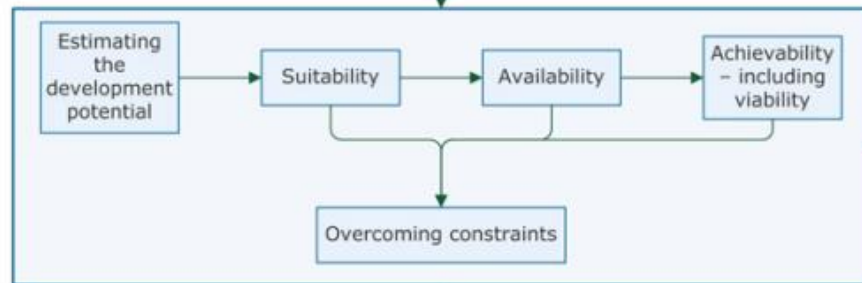 Estimating
the
development
potential
Suitability
Availability
Achievability
– including
viability
Overcoming constraints